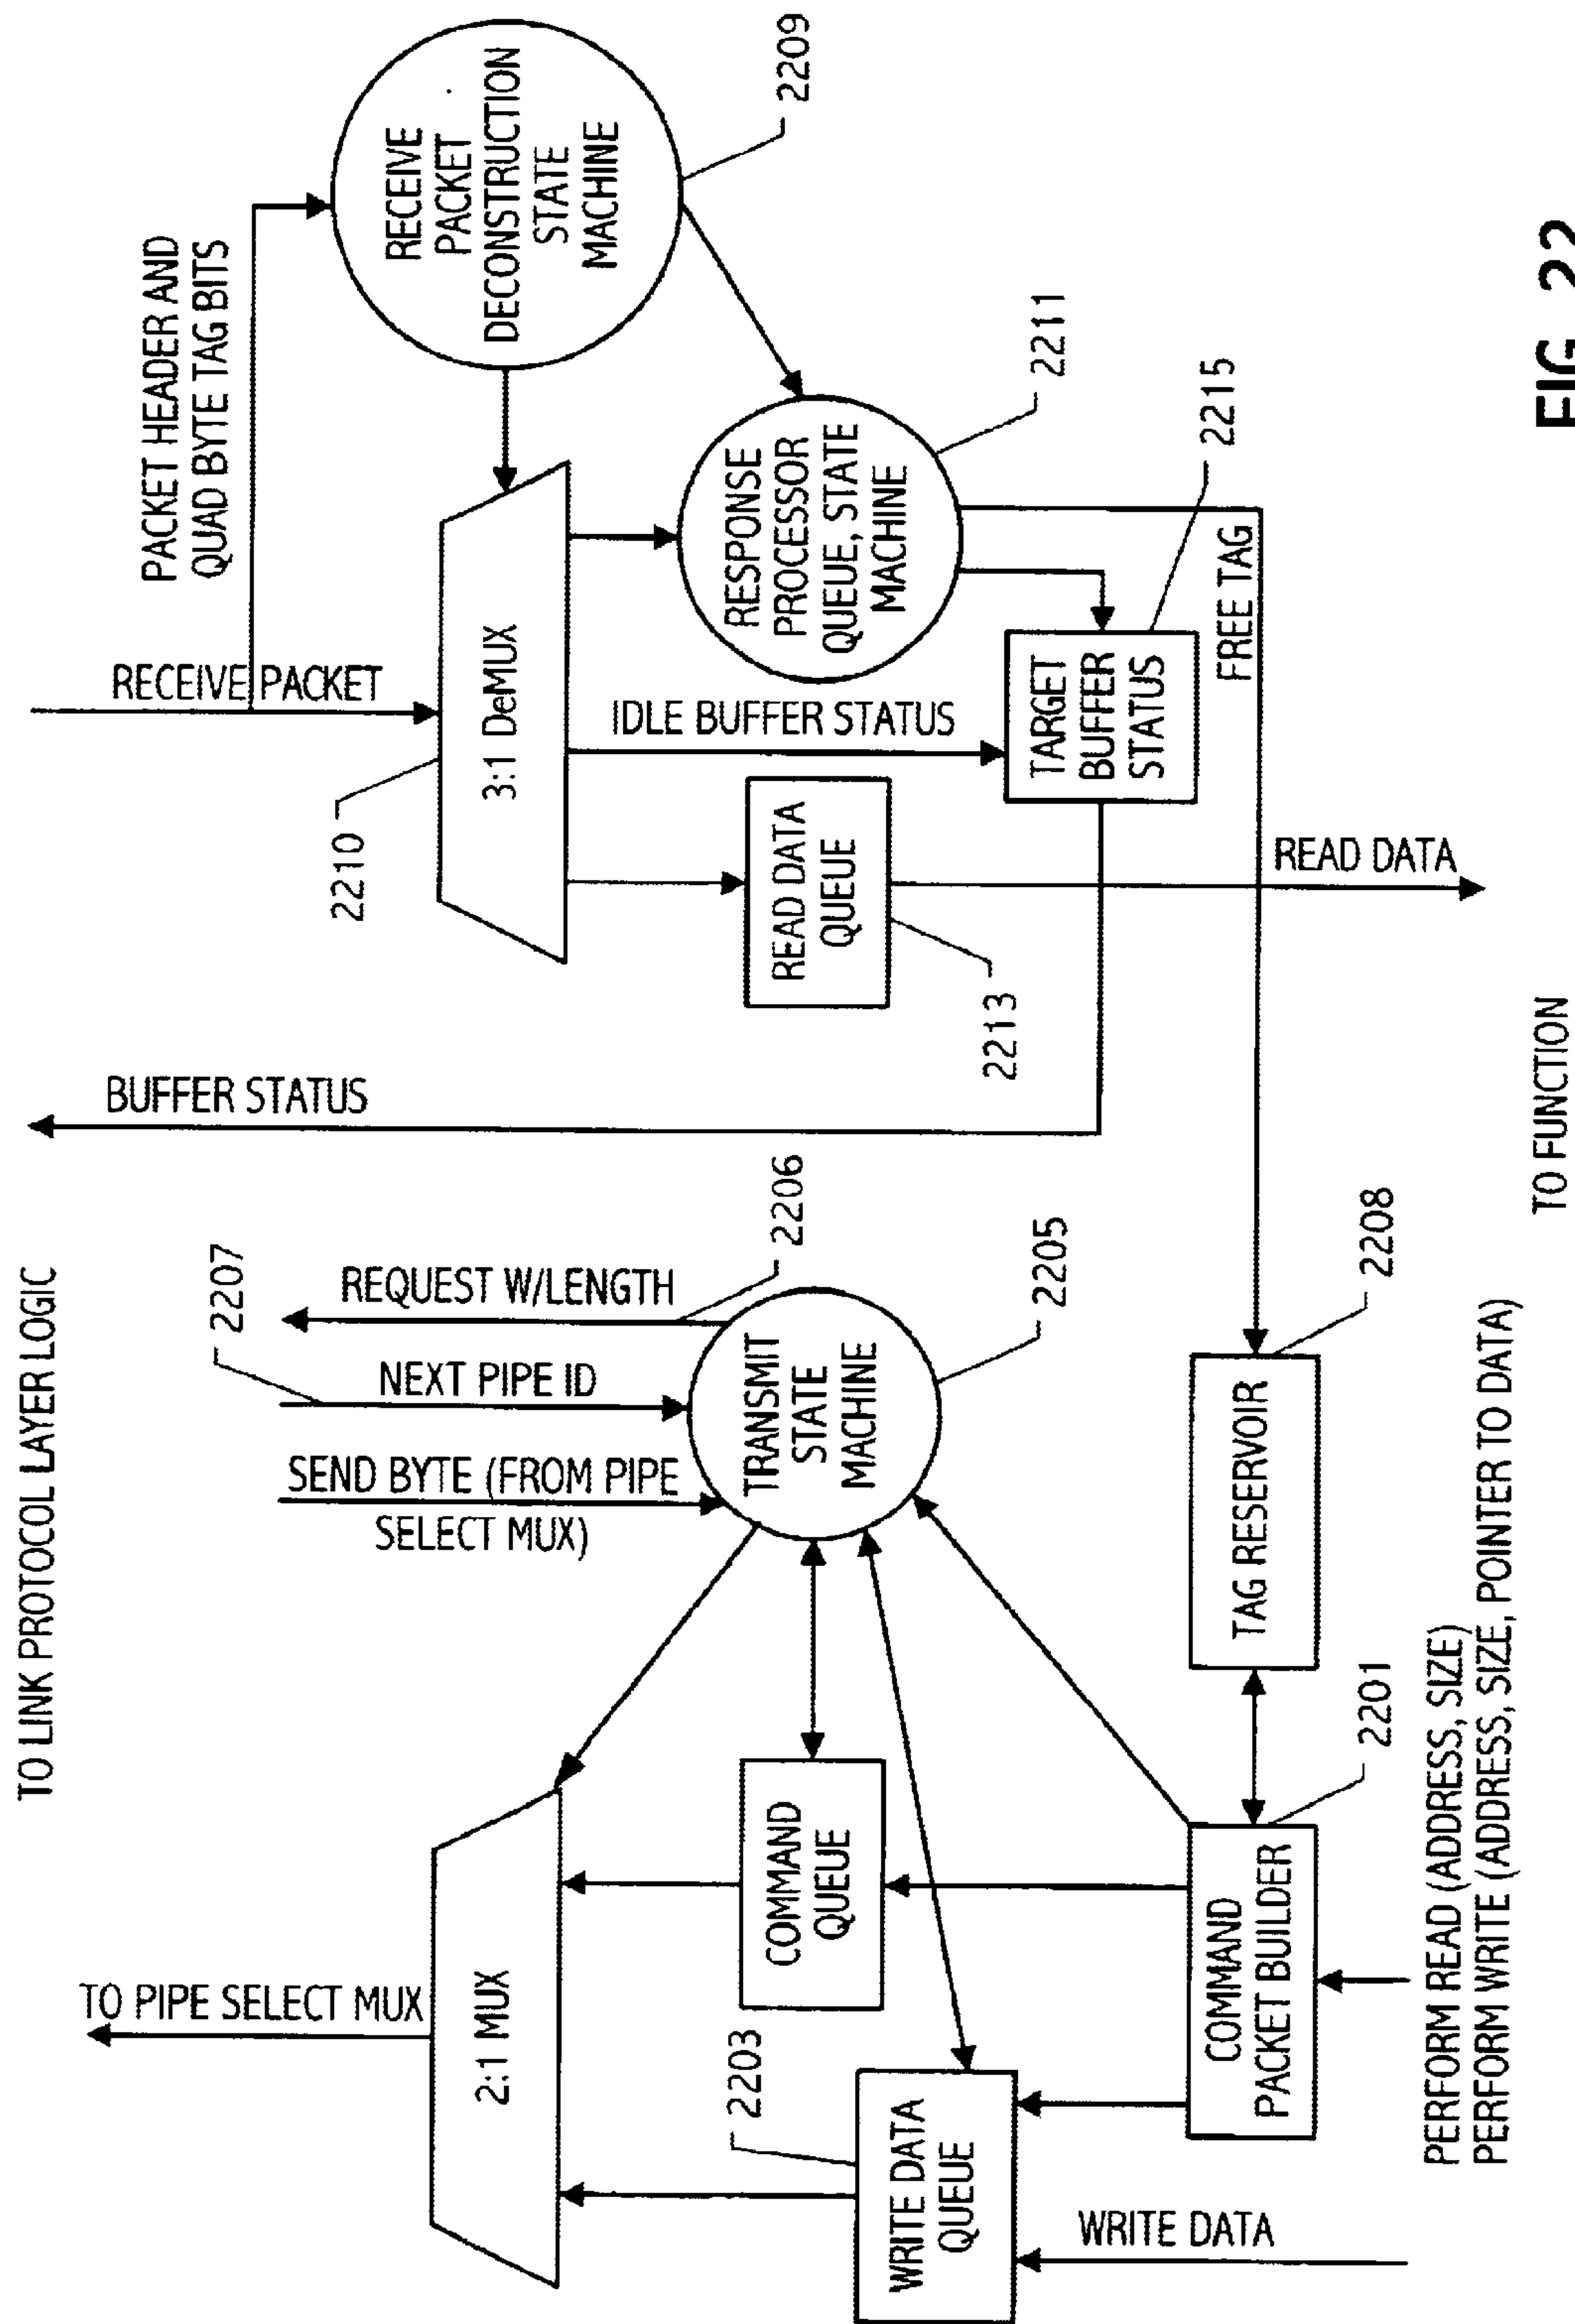 TO LINK PROTOCOL LAYER LOGIC
TO PIPE SELECT MUX
2:1 MUX
2203
WRITE DATA
QUEUE
WRITE DATA
COMMAND
QUEUE
COMMAND
PACKET BUILDER
2201
PERFORM READ (ADDRESS, SIZE)
PERFORM WRITE (ADDRESS, SIZE, POINTER TO DATA)
2207
REQUEST W/LENGTH
2206
NEXT PIPE ID
SEND BYTE (FROM PIPE
SELECT MUX)
TRANSMIT
STATE
MACHINE
2205
TAG RESERVOIR
2208
BUFFER STATUS
RECEIVE PACKET
PACKET HEADER AND
QUAD BYTE TAG BITS
RECEIVE
PACKET
DECONSTRUCTION
STATE
MACHINE
2209
2210
3:1 DeMUX
IDLE BUFFER STATUS
RESPONSE
PROCESSOR
QUEUE, STATE
MACHINE
2211
READ DATA
QUEUE
2213
TARGET
BUFFER
STATUS
2215
FREE TAG
READ DATA
TO FUNCTION
FIG. 22